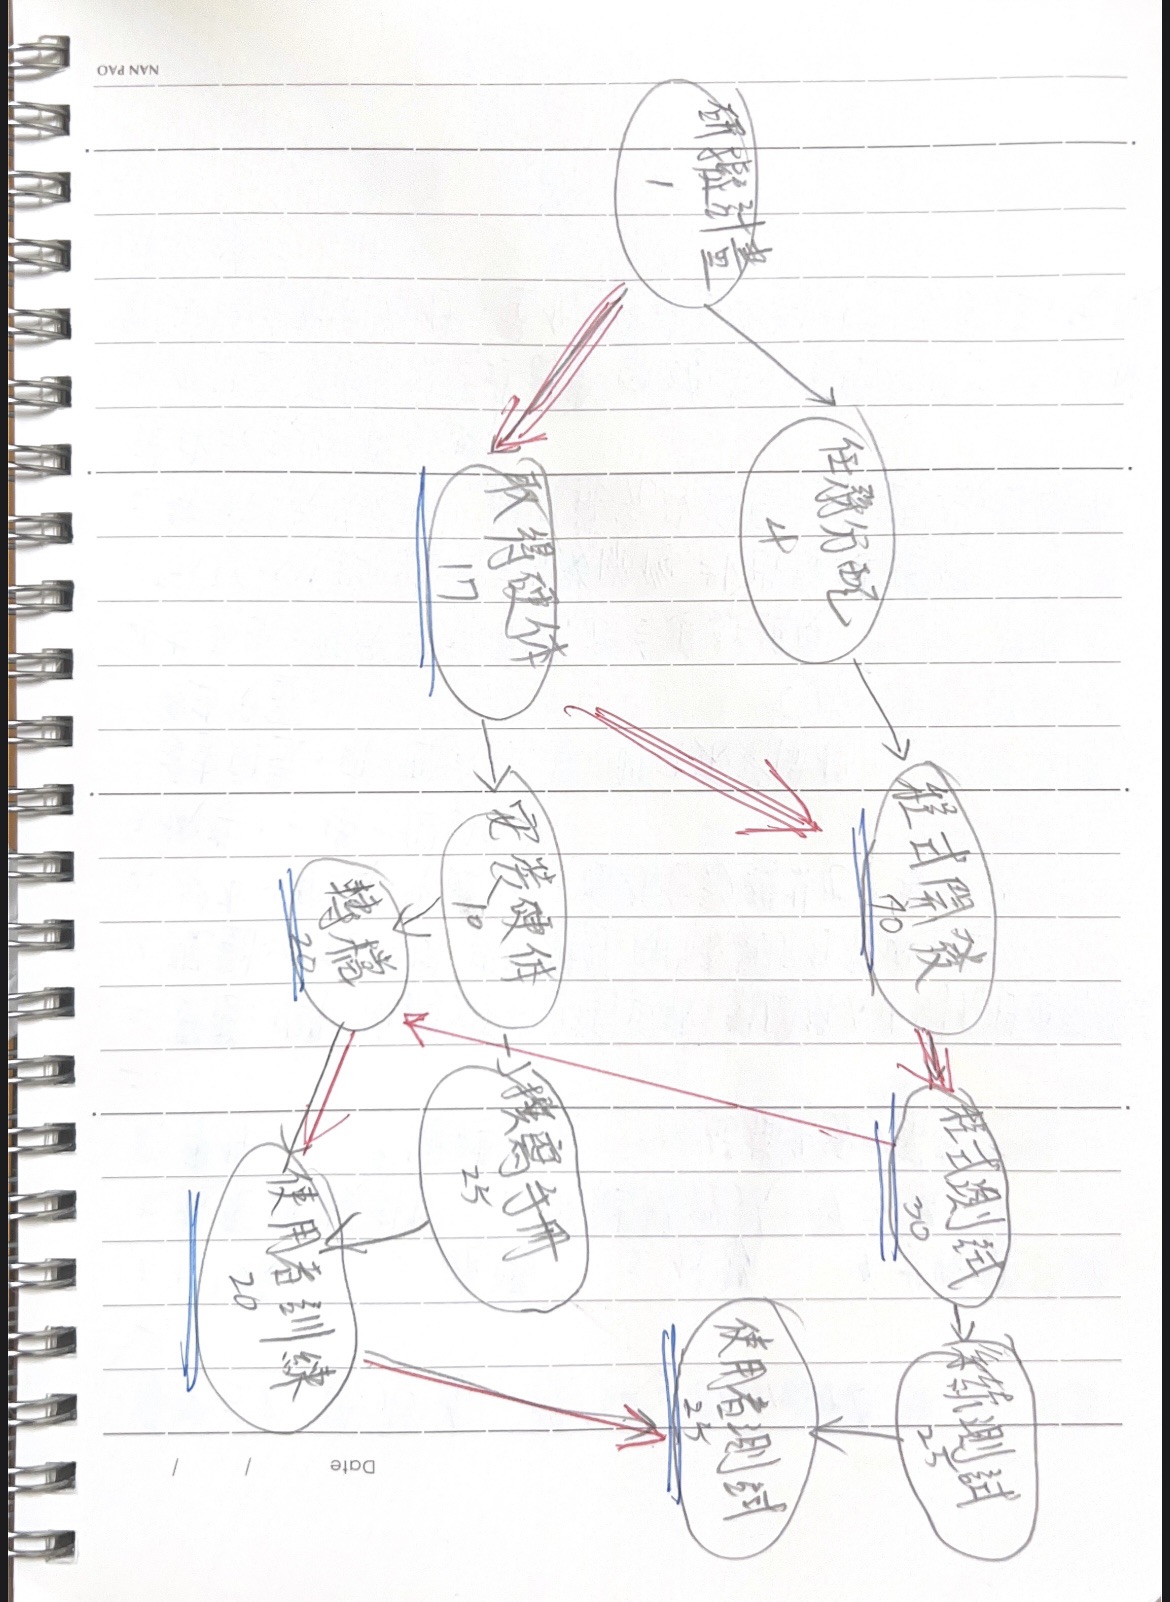 NAN PAO
研擬計畫
1
任務分配
4
取得硬体
17
程式開發
70
安裝硬体
10
轉檔
20
程式測試
30
撰寫手冊
25
使用者訓練
20
系統測試
25
使用者測試
25
Date / /